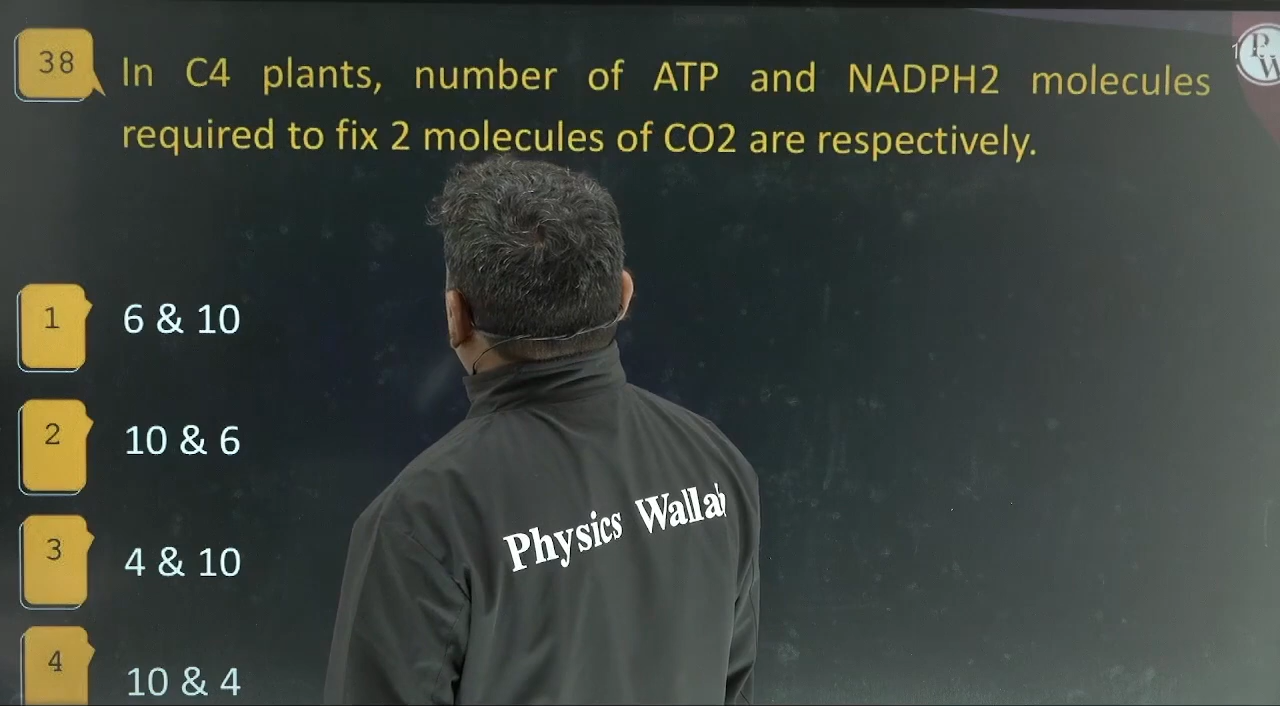 38
In C4 plants, number of ATP and NADPH2 molecules
required to fix 2 molecules of CO2 are respectively.
1
6 & 10
2
10 & 6
3
4 & 10
4
10 & 4
Physics
PW